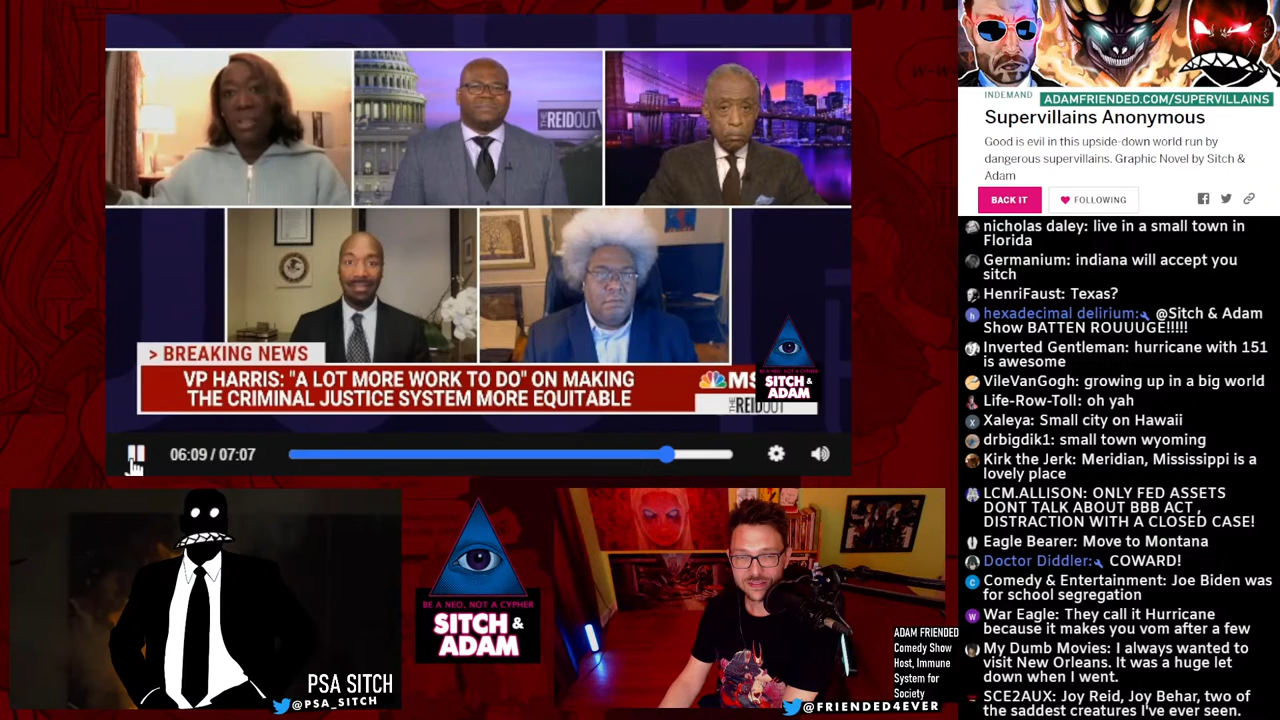 THE REIDOUT
> BREAKING NEWS
VP HARRIS: "A LOT MORE WORK TO DO" ON MAKING
THE CRIMINAL JUSTICE SYSTEM MORE EQUITABLE
BE A NEO, NOT A CYPHER
SITCH &
ADAM
06:09 / 07:07
PSA SITCH
@PSA_SITCH
BE A NEO, NOT A CYPHER
SITCH &
ADAM
ADAM FRIENDED
Comedy Show
Host, Immune
System for
Society
@FRIENDED4EVER
INDEMAND
ADAMFRIENDED.COM/SUPERVILLAINS
Supervillains Anonymous
Good is evil in this upside-down world run by
dangerous supervillains. Graphic Novel by Sitch &
Adam
BACK IT
FOLLOWING
nicholas daley: live in a small town in
Florida
Germanium: indiana will accept you
sitch
HenriFaust: Texas?
hexadecimal delirium: @Sitch & Adam
Show BATTEN ROUUUGE!!!!!
Inverted Gentleman: hurricane with 151
is awesome
VileVanGogh: growing up in a big world
Life-Row-Toll: oh yah
Xaleya: Small city on Hawaii
drbigdik1: small town wyoming
Kirk the Jerk: Meridian, Mississippi is a
lovely place
LCM.ALLISON: ONLY FED ASSETS
DONT TALK ABOUT BBB ACT ,
DISTRACTION WITH A CLOSED CASE!
Eagle Bearer: Move to Montana
Doctor Diddler: COWARD!
Comedy & Entertainment: Joe Biden was
for school segregation
War Eagle: They call it Hurricane
because it makes you vom after a few
My Dumb Movies: I always wanted to
visit New Orleans. It was a huge let
down when I went.
SCE2AUX: Joy Reid, Joy Behar, two of
the saddest creatures I've ever seen.